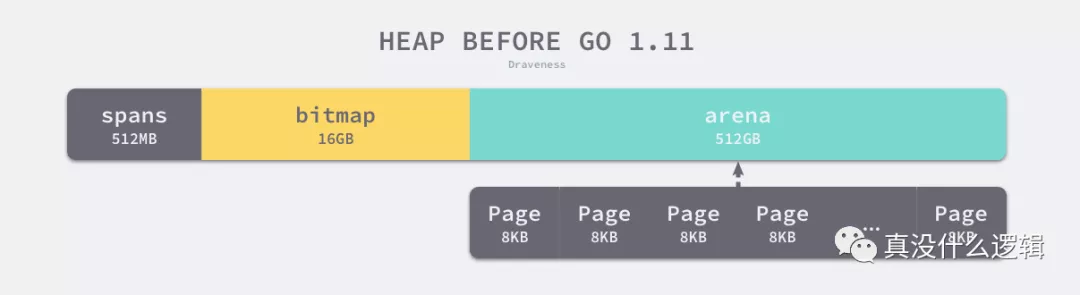 HEAP BEFORE GO 1.11
Draveness
spans
512MB
bitmap
16GB
arena
512GB
Page
8KB
Page
8KB
Page
8KB
Page
8KB
...
Page
8KB
真没什么逻辑